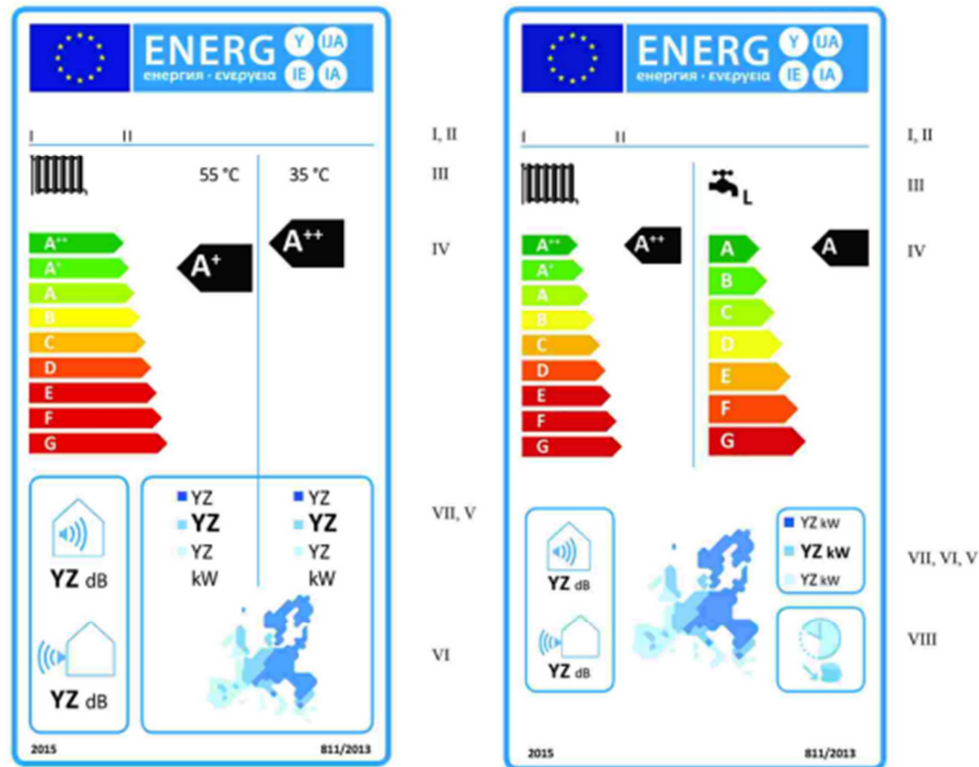 ENERG Y IJA
енергия · ενεργεια IE IA
I II
I, II
55 °C 35 °C
III
A++
A+
A
B
C
D
E
F
G
A+
A++
IV
YZ dB
YZ dB
YZ YZ
YZ YZ
YZ YZ
kW kW
VII, V
VI
2015 811/2013
ENERG Y IJA
енергия · ενεργεια IE IA
I II
I, II
L
III
A++
A+
A
B
C
D
E
F
G
A++
A
B
C
D
E
F
G
A
IV
YZ dB
YZ dB
YZ kW
YZ kW
YZ kW
VII, VI, V
VIII
2015 811/2013